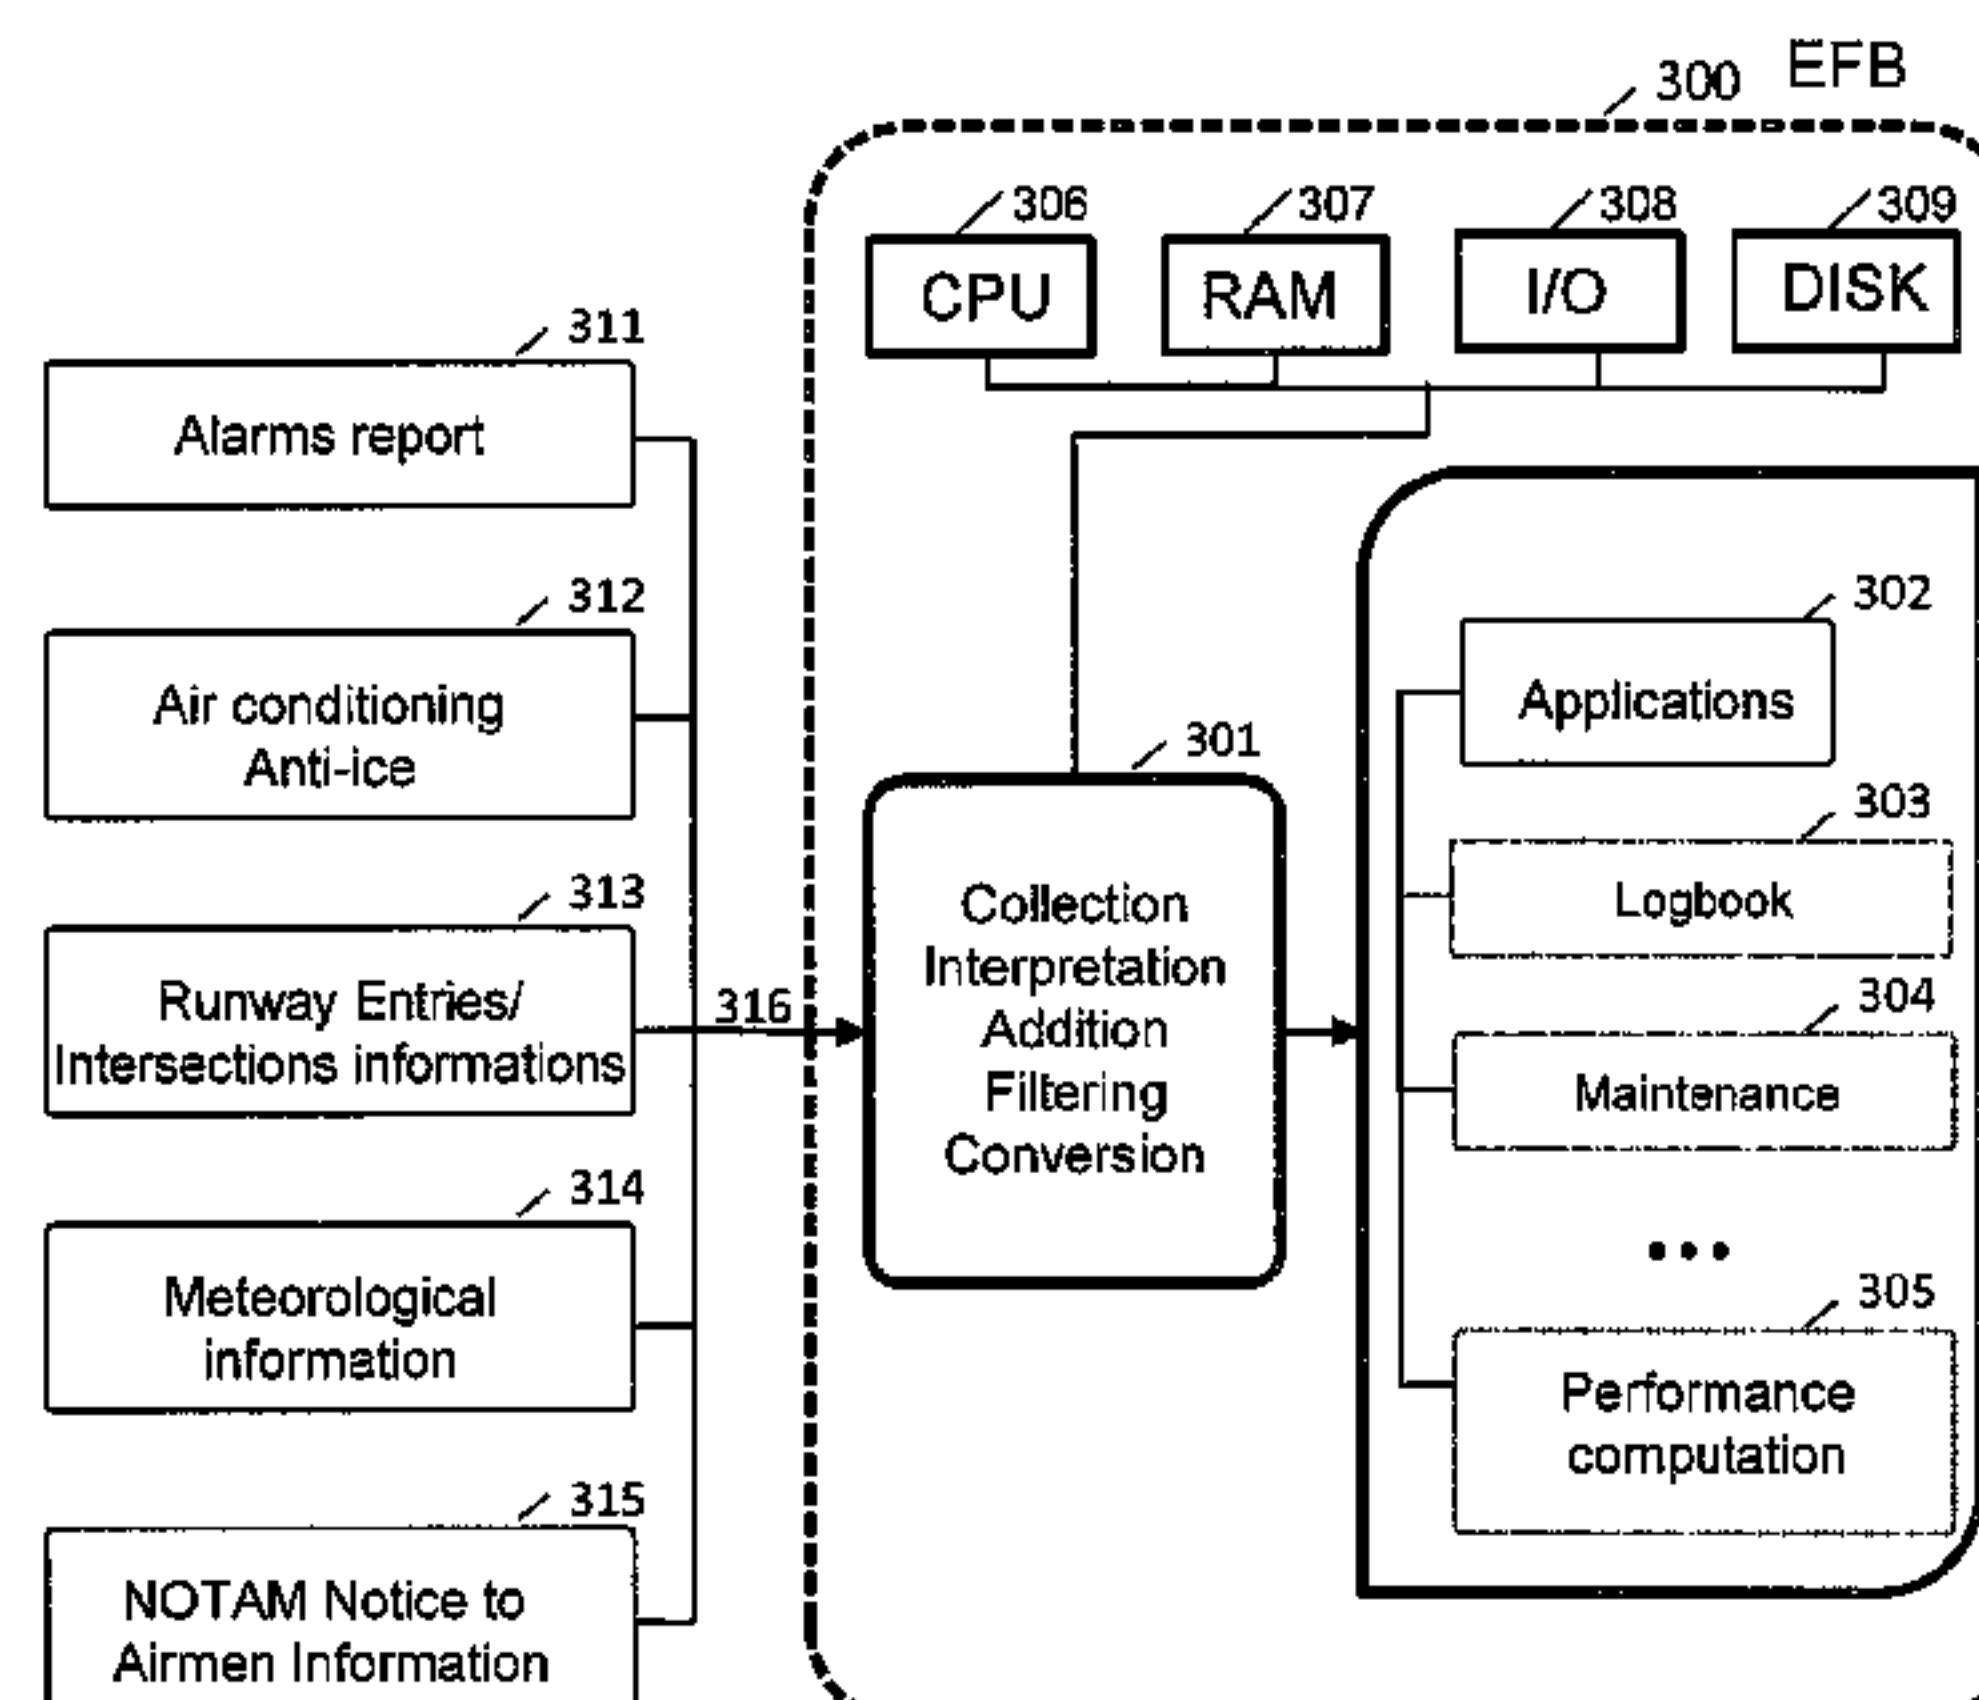 300 EFB
306 307 308 309
CPU RAM I/O DISK
311
Alarms report
312
Air conditioning
Anti-ice
313
Runway Entries/
Intersections informations
314
Meteorological
information
315
NOTAM Notice to
Airmen Information
316
301
Collection
Interpretation
Addition
Filtering
Conversion
302
Applications
303
Logbook
304
Maintenance
...
305
Performance
computation